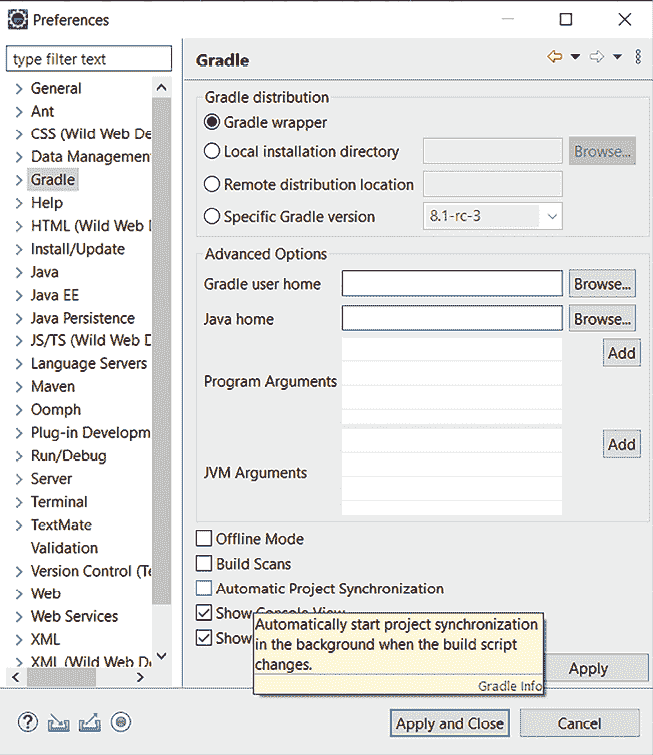 Preferences
type filter text
General
Ant
CSS (Wild Web De
Data Managemen
Gradle
Help
HTML (Wild Web D
Install/Update
Java
Java EE
Java Persistence
JS/TS (Wild Web D
Language Servers
Maven
Oomph
Plug-in Developm
Run/Debug
Server
Terminal
TextMate
Validation
Version Control (Te
Web
Web Services
XML
XML (Wild Web De
Gradle
Gradle distribution
Gradle wrapper
Local installation directory
Browse...
Remote distribution location
Specific Gradle version
8.1-rc-3
Advanced Options
Gradle user home
Browse...
Java home
Browse...
Program Arguments
Add
JVM Arguments
Add
Offline Mode
Build Scans
Automatic Project Synchronization
Show Console View
Show
Automatically start project synchronization
in the background when the build script
changes.
Gradle Info
Apply
Apply and Close
Cancel